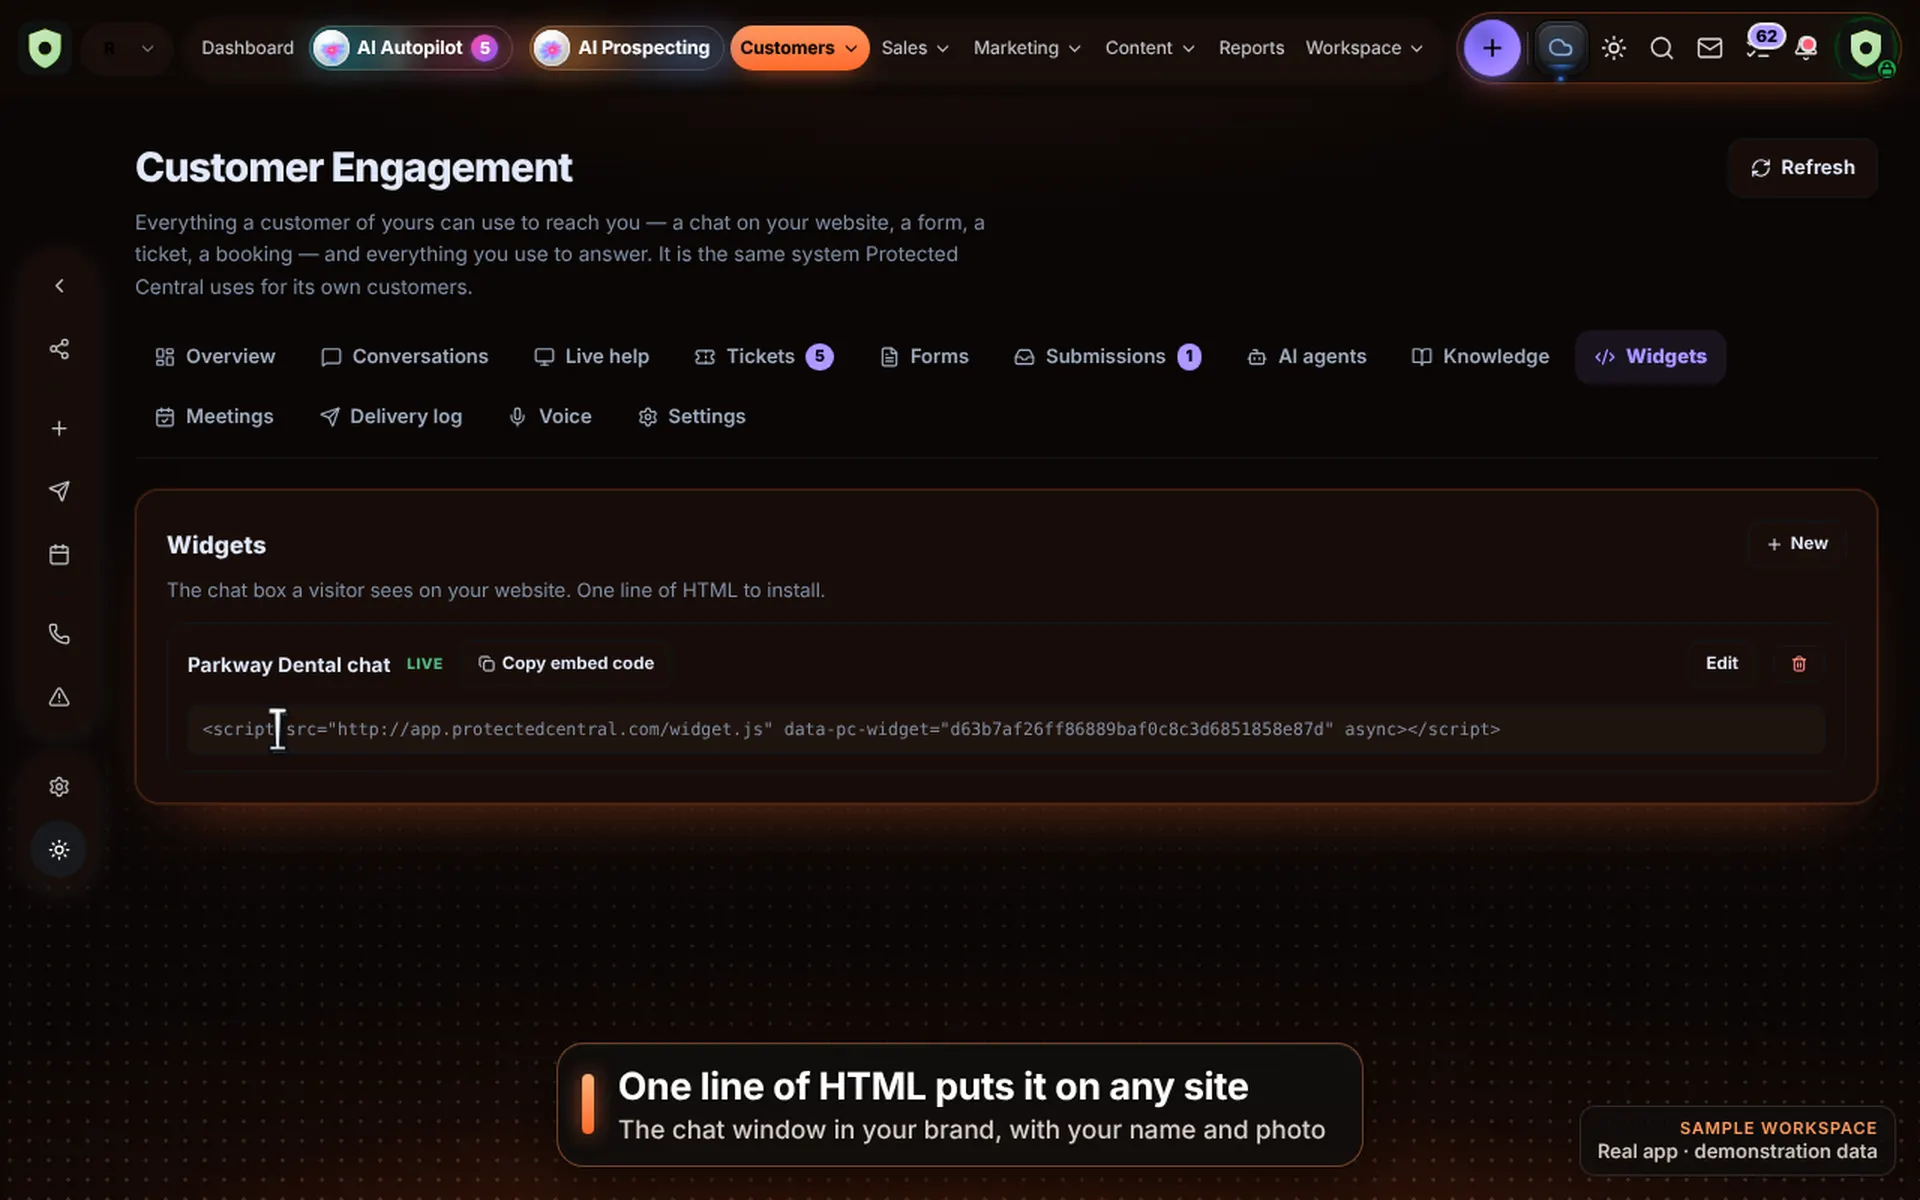 R
Dashboard
AI Autopilot 5
AI Prospecting
Customers
Sales
Marketing
Content
Reports
Workspace
62
Customer Engagement
Refresh
Everything a customer of yours can use to reach you — a chat on your website, a form, a
ticket, a booking — and everything you use to answer. It is the same system Protected
Central uses for its own customers.
Overview
Conversations
Live help
Tickets 5
Forms
Submissions 1
AI agents
Knowledge
Widgets
Meetings
Delivery log
Voice
Settings
Widgets
+ New
The chat box a visitor sees on your website. One line of HTML to install.
Parkway Dental chat LIVE Copy embed code
Edit
<script src="http://app.protectedcentral.com/widget.js" data-pc-widget="d63b7af26ff86889baf0c8c3d6851858e87d" async></script>
One line of HTML puts it on any site
The chat window in your brand, with your name and photo
SAMPLE WORKSPACE
Real app · demonstration data